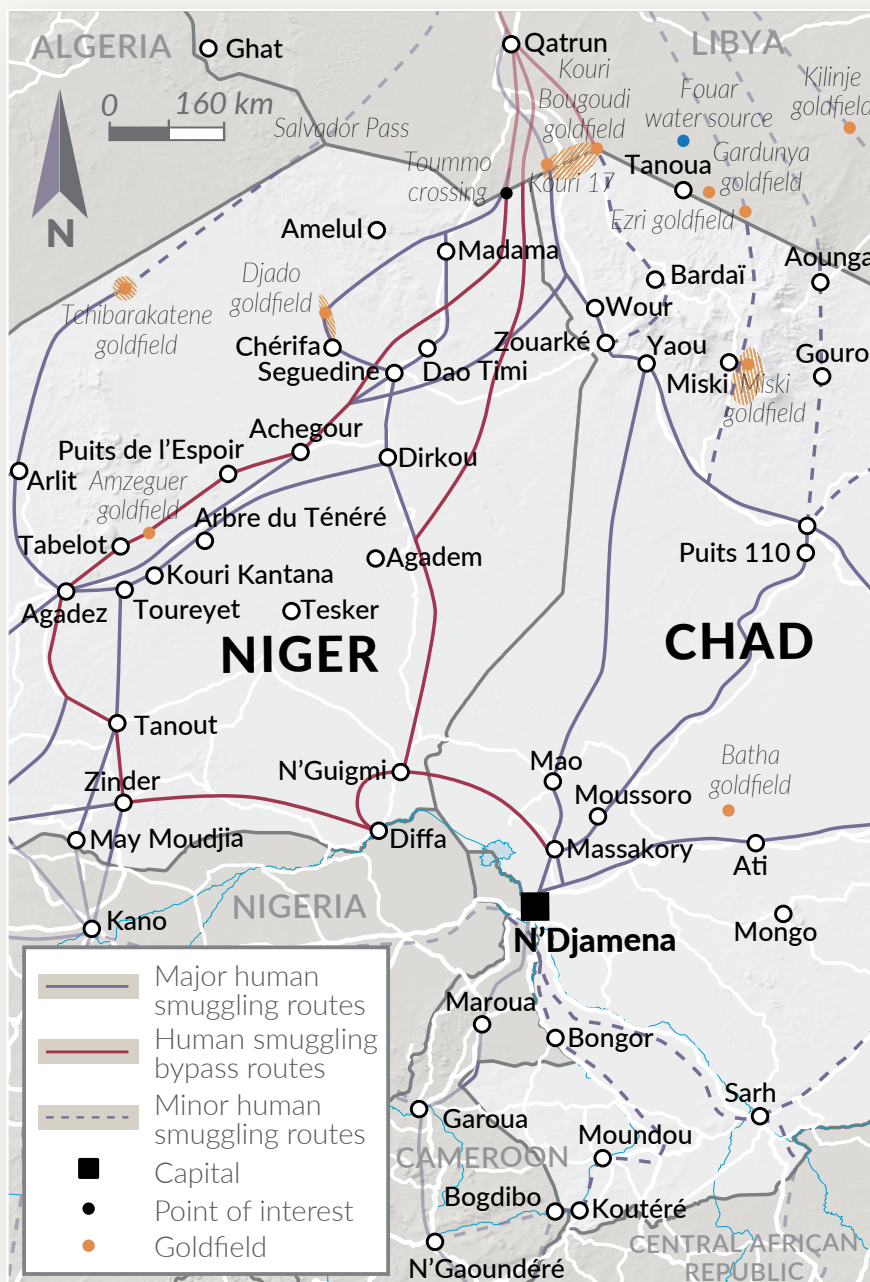 ALGERIA
Ghat
Qatrun
LIBYA
Kouri
Bougoudi
goldfield
Fouar
water source
Kilinje
goldfield
0
160 km
Salvador Pass
N
Toummo
crossing
Kouri 17
Tanoua
Gardunya
goldfield
Ezri goldfield
Amelul
Madama
Aounga
Djado
goldfield
Bardaï
Tchibarakatene
goldfield
Wour
Chérifa
Zouarké
Yaou
Gouro
Seguedine
Dao Timi
Miski
Miski
goldfield
Achegour
Puits de l'Espoir
Dirkou
Arlit
Amzeguer
goldfield
Arbre du Ténéré
Tabelot
Agadem
Puits 110
Kouri Kantana
Agadez
Toureyet
Tesker
NIGER
CHAD
Tanout
Zinder
N'Guigmi
Mao
Batha
goldfield
Moussoro
May Moudjia
Diffa
Massakory
Ati
NIGERIA
Kano
N'Djamena
Mongo
Major human
smuggling routes
Human smuggling
bypass routes
Minor human
smuggling routes
Capital
Point of interest
Goldfield
Maroua
Bongor
Sarh
Garoua
Moundou
CAMEROON
Bogdibo
Koutéré
N'Gaoundéré
CENTRAL AFRICAN
REPUBLIC